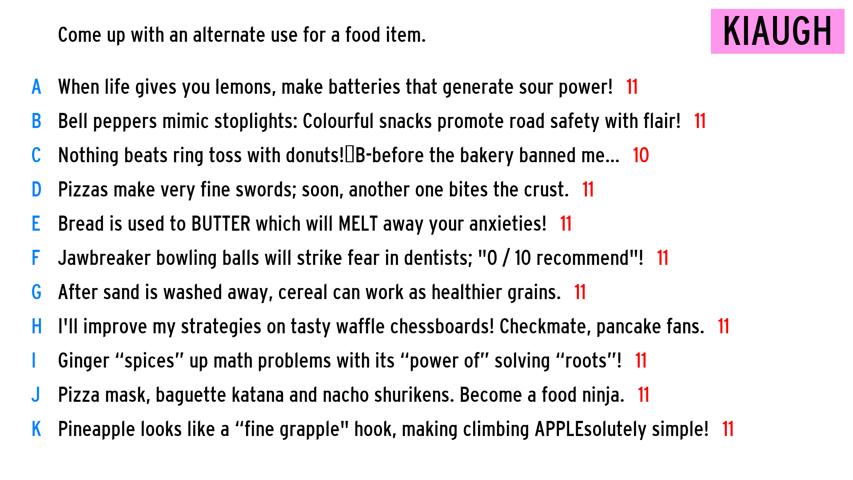 Come up with an alternate use for a food item.
KIAUGH
A When life gives you lemons, make batteries that generate sour power! 11
B Bell peppers mimic stoplights: Colourful snacks promote road safety with flair! 11
C Nothing beats ring toss with donuts!▯B-before the bakery banned me... 10
D Pizzas make very fine swords; soon, another one bites the crust. 11
E Bread is used to BUTTER which will MELT away your anxieties! 11
F Jawbreaker bowling balls will strike fear in dentists; "0 / 10 recommend"! 11
G After sand is washed away, cereal can work as healthier grains. 11
H I'll improve my strategies on tasty waffle chessboards! Checkmate, pancake fans. 11
I Ginger “spices” up math problems with its “power of” solving “roots”! 11
J Pizza mask, baguette katana and nacho shurikens. Become a food ninja. 11
K Pineapple looks like a “fine grapple" hook, making climbing APPLEsolutely simple! 11